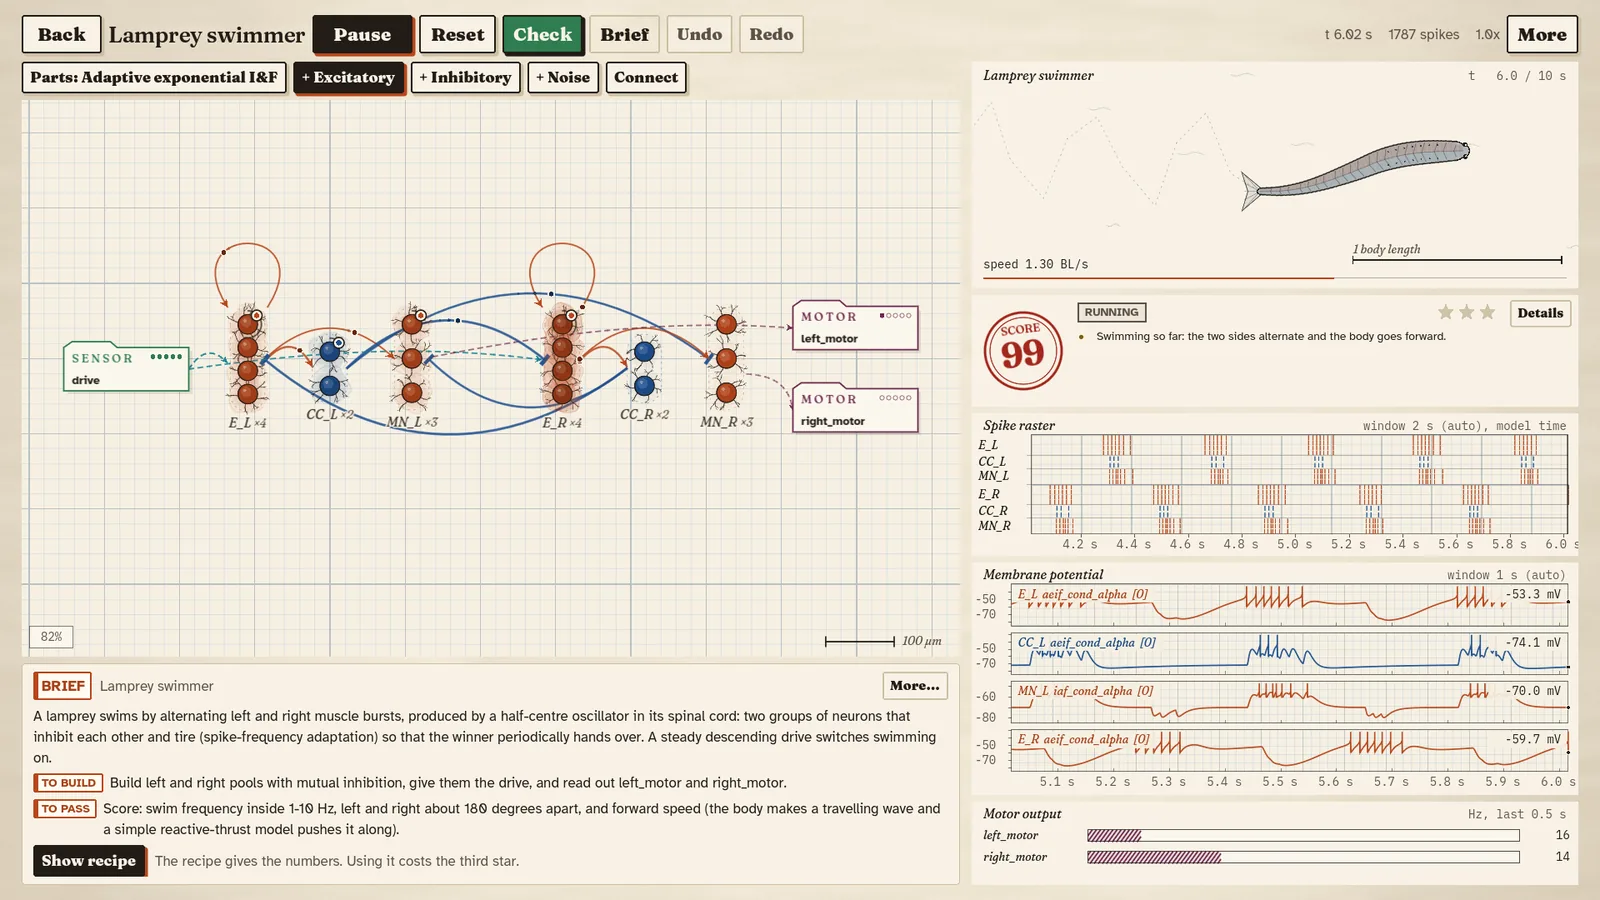 Back Lamprey swimmer Pause Reset Check Brief Undo Redo t 6.02 s 1787 spikes 1.0x More
Parts: Adaptive exponential I&F + Excitatory + Inhibitory + Noise Connect
SENSOR
drive
E_L ×4
CC_L ×2
MN_L ×3
E_R ×4
CC_R ×2
MN_R ×3
MOTOR
left_motor
MOTOR
right_motor
82%
100 µm
BRIEF Lamprey swimmer More...
A lamprey swims by alternating left and right muscle bursts, produced by a half-centre oscillator in its spinal cord: two groups of neurons that
inhibit each other and tire (spike-frequency adaptation) so that the winner periodically hands over. A steady descending drive switches swimming
on.
TO BUILD Build left and right pools with mutual inhibition, give them the drive, and read out left_motor and right_motor.
TO PASS Score: swim frequency inside 1-10 Hz, left and right about 180 degrees apart, and forward speed (the body makes a travelling wave and
a simple reactive-thrust model pushes it along).
Show recipe The recipe gives the numbers. Using it costs the third star.
Lamprey swimmer t 6.0 / 10 s
1 body length
speed 1.30 BL/s
SCORE
99
RUNNING
Details
Swimming so far: the two sides alternate and the body goes forward.
Spike raster window 2 s (auto), model time
E_L
CC_L
MN_L
E_R
CC_R
MN_R
4.2 s 4.4 s 4.6 s 4.8 s 5.0 s 5.2 s 5.4 s 5.6 s 5.8 s 6.0 s
Membrane potential window 1 s (auto)
-50
-70
E_L aeif_cond_alpha [0] -53.3 mV
-50
-70
CC_L aeif_cond_alpha [0] -74.1 mV
-60
-80
MN_L iaf_cond_alpha [0] -70.0 mV
-50
-70
E_R aeif_cond_alpha [0] -59.7 mV
5.1 s 5.2 s 5.3 s 5.4 s 5.5 s 5.6 s 5.7 s 5.8 s 5.9 s 6.0 s
Motor output Hz, last 0.5 s
left_motor 16
right_motor 14